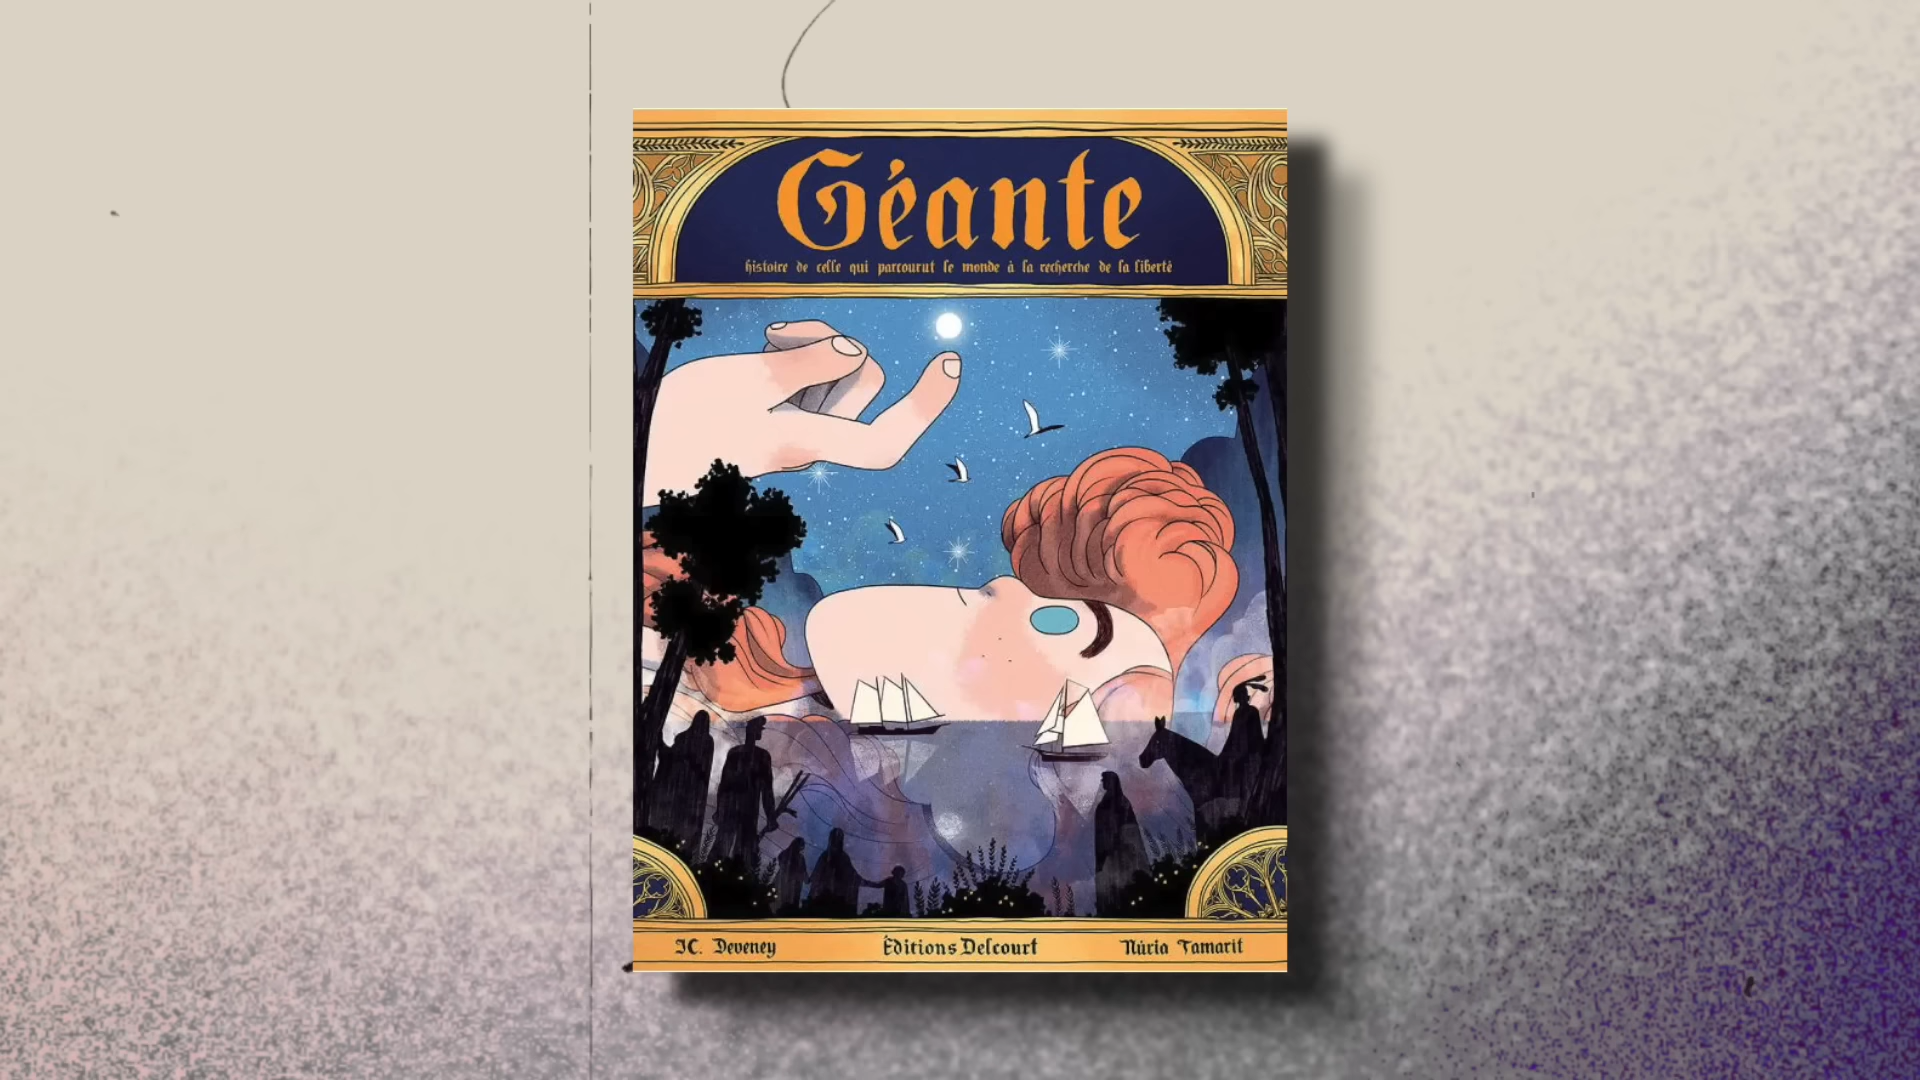 Géante
histoire de celle qui parcourut le monde à la recherche de la liberté
JC. Deveney
Éditions Delcourt
Núria Tamarit